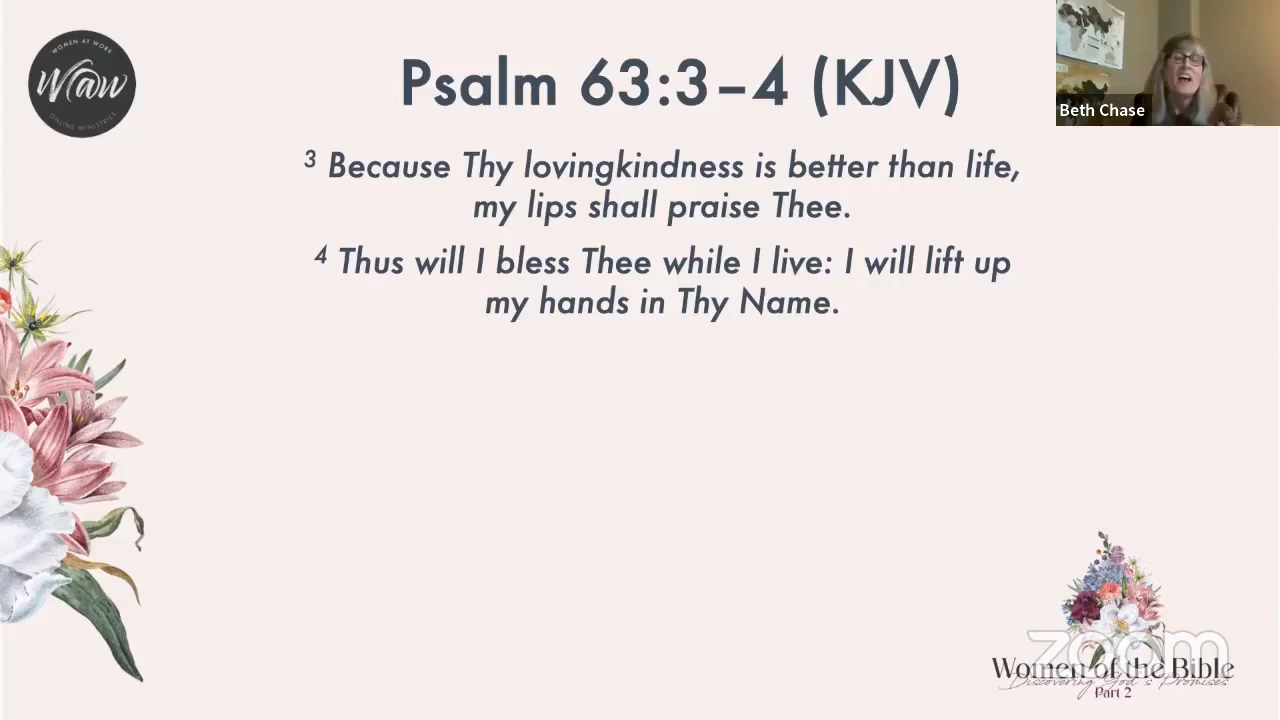 WOMEN AT WORK
Waw
ONLINE MINISTRIES
Psalm 63:3–4 (KJV)
Beth Chase
3 Because Thy lovingkindness is better than life,
my lips shall praise Thee.
4 Thus will I bless Thee while I live: I will lift up
my hands in Thy Name.
zoom
Women of the Bible
Discovering God's Promises
Part 2